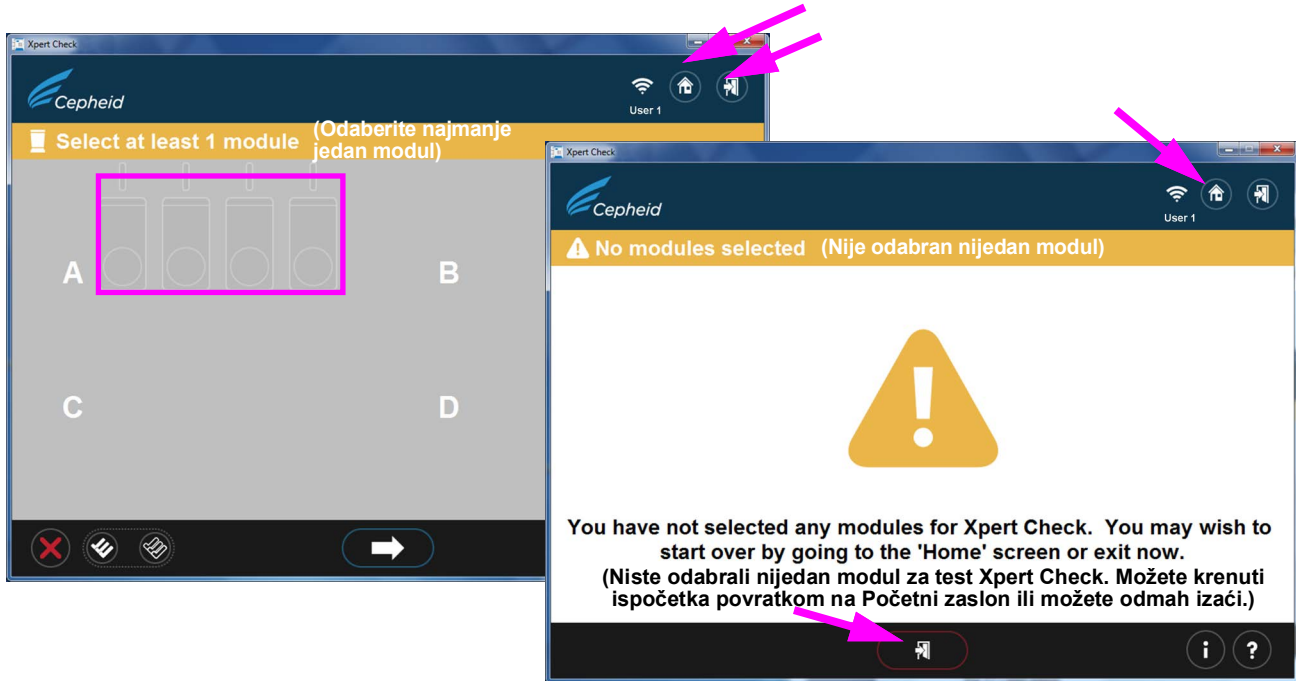 Xpert Check
Cepheid
User 1
Select at least 1 module (Odaberite najmanje
jedan modul)
A
B
C
D
Xpert Check
Cepheid
User 1
No modules selected (Nije odabran nijedan modul)
You have not selected any modules for Xpert Check. You may wish to
start over by going to the 'Home' screen or exit now.
(Niste odabrali nijedan modul za test Xpert Check. Možete krenuti
ispočetka povratkom na Početni zaslon ili možete odmah izaći.)
i ?